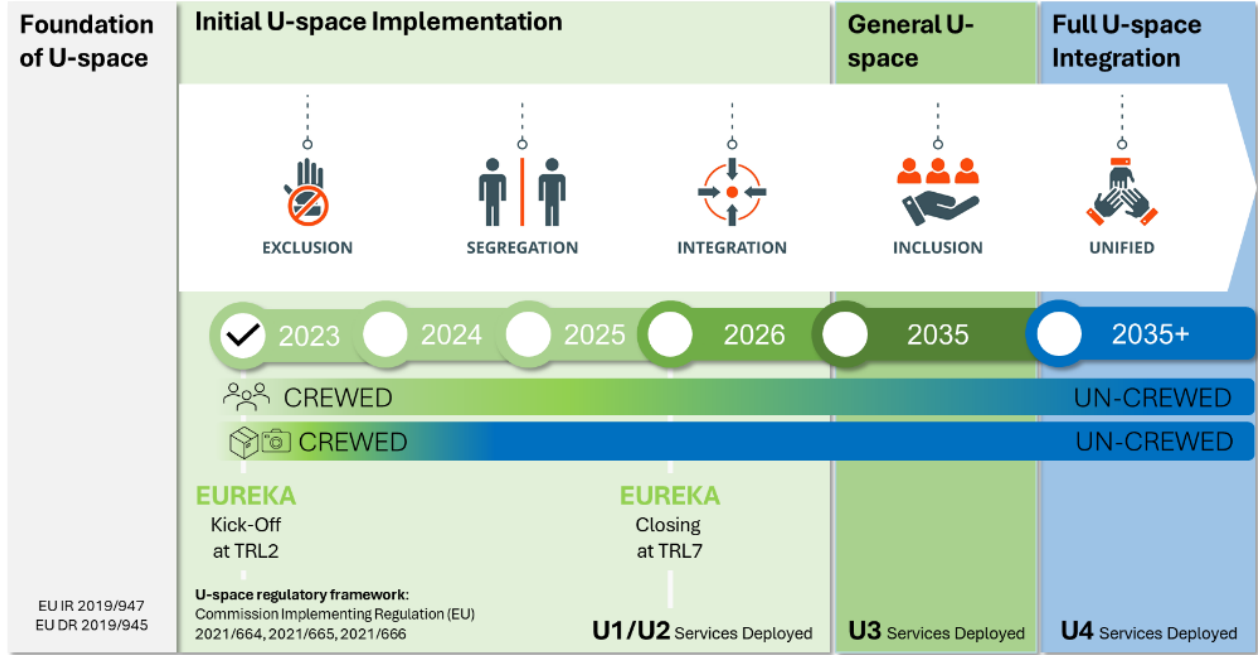 Foundation
of U-space
Initial U-space Implementation
General U-
space
Full U-space
Integration
EXCLUSION
SEGREGATION
INTEGRATION
INCLUSION
UNIFIED
2023
2024
2025
2026
2035
2035+
CREWED
UN-CREWED
CREWED
UN-CREWED
EUREKA
Kick-Off
at TRL2
EUREKA
Closing
at TRL7
EU IR 2019/947
EU DR 2019/945
U-space regulatory framework:
Commission Implementing Regulation (EU)
2021/664, 2021/665, 2021/666
U1/U2 Services Deployed
U3 Services Deployed
U4 Services Deployed